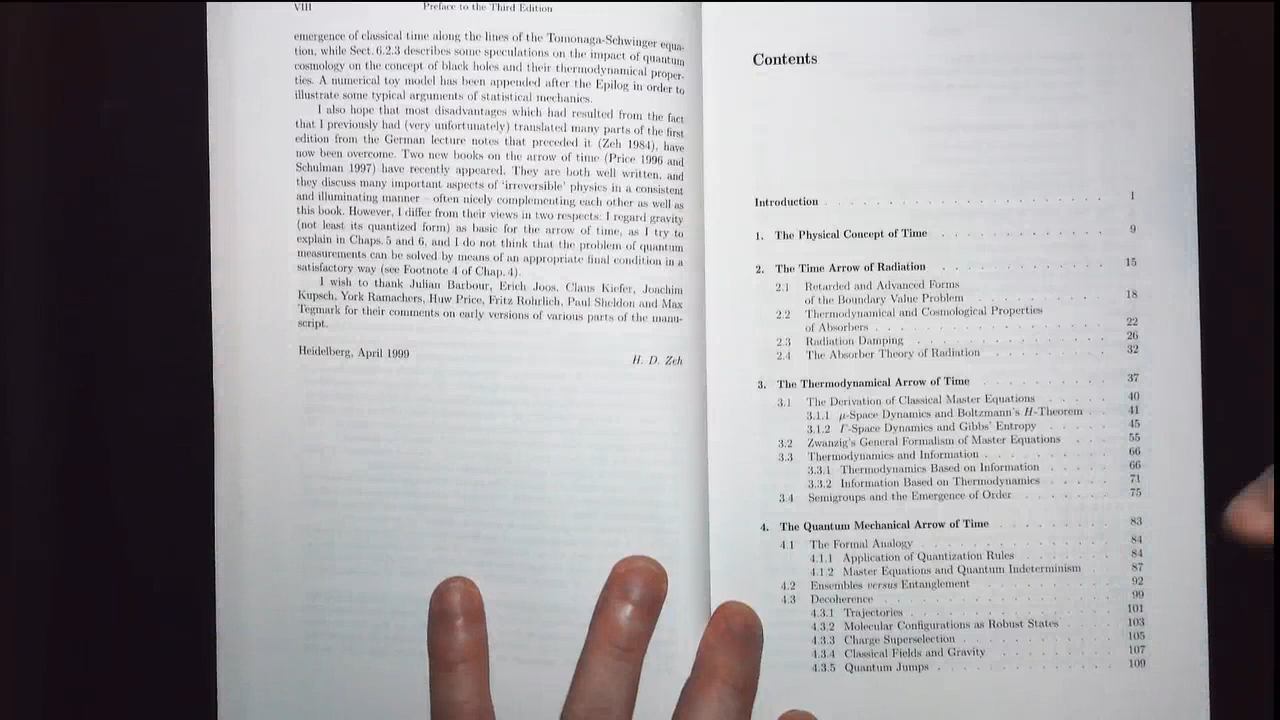 VIII
Preface to the Third Edition
emergence of classical time along the lines of the Tomonaga-Schwinger equa-
tion, while Sect. 6.2.3 describes some speculations on the impact of quantum
cosmology on the concept of black holes and their thermodynamical proper-
ties. A numerical toy model has been appended after the Epilog in order to
illustrate some typical arguments of statistical mechanics.
I also hope that most disadvantages which had resulted from the fact
that I previously had (very unfortunately) translated many parts of the first
edition from the German lecture notes that preceded it (Zeh 1984), have
now been overcome. Two new books on the arrow of time (Price 1996 and
Schulman 1997) have recently appeared. They are both well written, and
they discuss many important aspects of 'irreversible' physics in a consistent
and illuminating manner – often nicely complementing each other as well as
this book. However, I differ from their views in two respects: I regard gravity
(not least its quantized form) as basic for the arrow of time, as I try to
explain in Chaps. 5 and 6, and I do not think that the problem of quantum
measurements can be solved by means of an appropriate final condition in a
satisfactory way (see Footnote 4 of Chap. 4).
I wish to thank Julian Barbour, Erich Joos, Claus Kiefer, Joachim
Kupsch, York Ramachers, Huw Price, Fritz Rohrlich, Paul Sheldon and Max
Tegmark for their comments on early versions of various parts of the manu-
script.
Heidelberg, April 1999
H. D. Zeh
Contents
Introduction . . . . . . . . . . 1
1. The Physical Concept of Time . . . . . . . . . . 9
2. The Time Arrow of Radiation . . . . . . . . . . 15
2.1 Retarded and Advanced Forms
of the Boundary Value Problem . . . . . . . . . . 18
2.2 Thermodynamical and Cosmological Properties
of Absorbers . . . . . . . . . . 22
2.3 Radiation Damping . . . . . . . . . . 26
2.4 The Absorber Theory of Radiation . . . . . . . . . . 32
3. The Thermodynamical Arrow of Time . . . . . . . . . . 37
3.1 The Derivation of Classical Master Equations . . . . . 40
3.1.1 μ-Space Dynamics and Boltzmann's H-Theorem . . 41
3.1.2 Γ-Space Dynamics and Gibbs' Entropy . . . . . 45
3.2 Zwanzig's General Formalism of Master Equations . . . 55
3.3 Thermodynamics and Information . . . . . . . . . . 66
3.3.1 Thermodynamics Based on Information . . . . . 66
3.3.2 Information Based on Thermodynamics . . . . . 71
3.4 Semigroups and the Emergence of Order . . . . . . . 75
4. The Quantum Mechanical Arrow of Time . . . . . . . . . . 83
4.1 The Formal Analogy . . . . . . . . . . 84
4.1.1 Application of Quantization Rules . . . . . . 84
4.1.2 Master Equations and Quantum Indeterminism . . 87
4.2 Ensembles versus Entanglement . . . . . . . . . . 92
4.3 Decoherence . . . . . . . . . . 99
4.3.1 Trajectories . . . . . . . . . . 101
4.3.2 Molecular Configurations as Robust States . . . . 103
4.3.3 Charge Superselection . . . . . . . . . . 105
4.3.4 Classical Fields and Gravity . . . . . . . . 107
4.3.5 Quantum Jumps . . . . . . . . . . 109